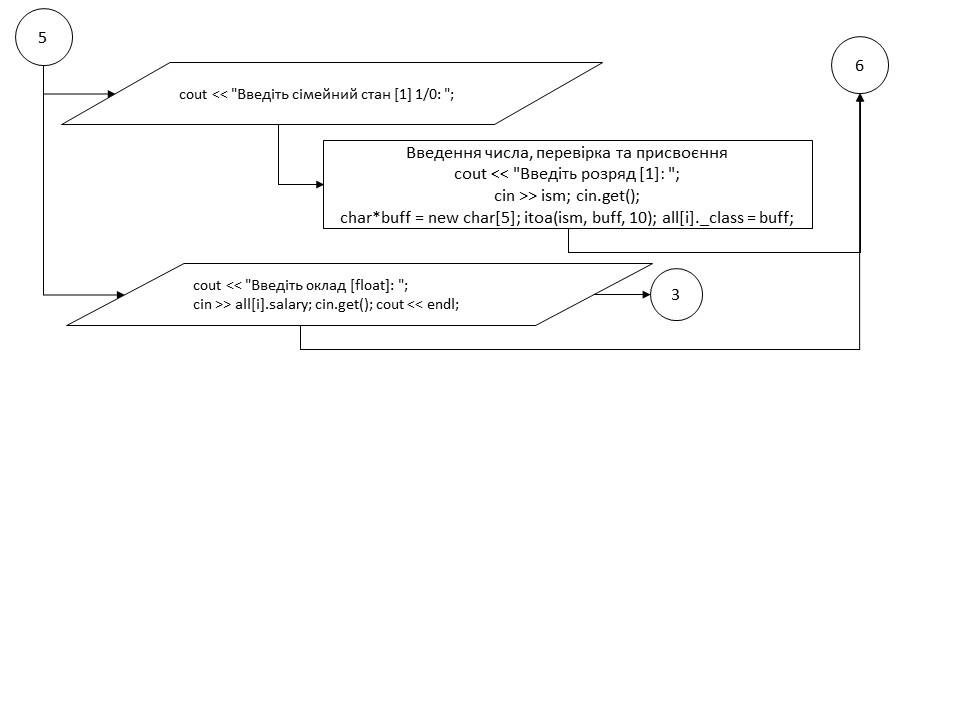 5
6
cout << "Введіть сімейний стан [1] 1/0: ";
Введення числа, перевірка та присвоєння
cout << "Введіть розряд [1]: ";
cin >> ism; cin.get();
char*buff = new char[5]; itoa(ism, buff, 10); all[i]._class = buff;
cout << "Введіть оклад [float]: ";
cin >> all[i].salary; cin.get(); cout << endl;
3